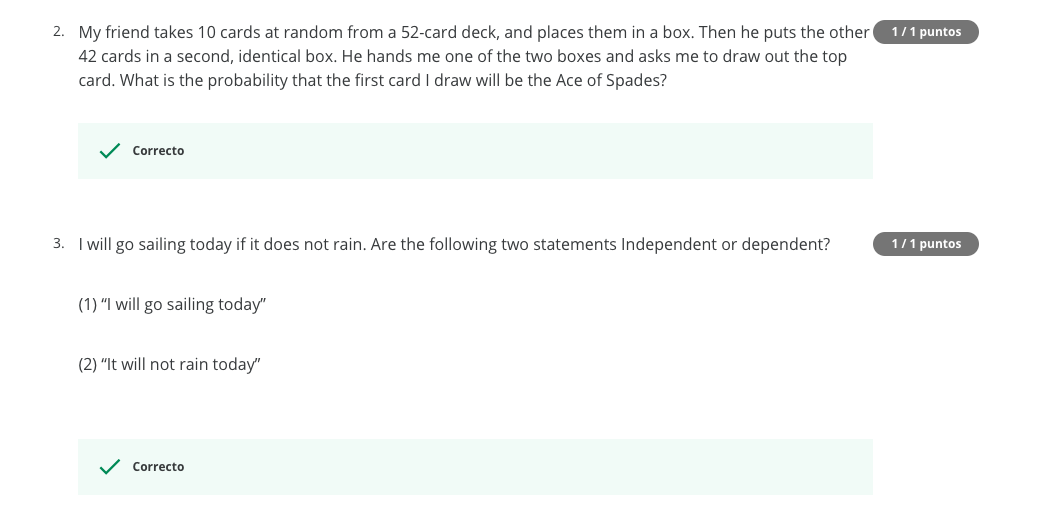 2. My friend takes 10 cards at random from a 52-card deck, and places them in a box. Then he puts the other 1 / 1 puntos
42 cards in a second, identical box. He hands me one of the two boxes and asks me to draw out the top
card. What is the probability that the first card I draw will be the Ace of Spades?
Correcto
3. I will go sailing today if it does not rain. Are the following two statements Independent or dependent? 1 / 1 puntos
(1) “I will go sailing today”
(2) “It will not rain today”
Correcto